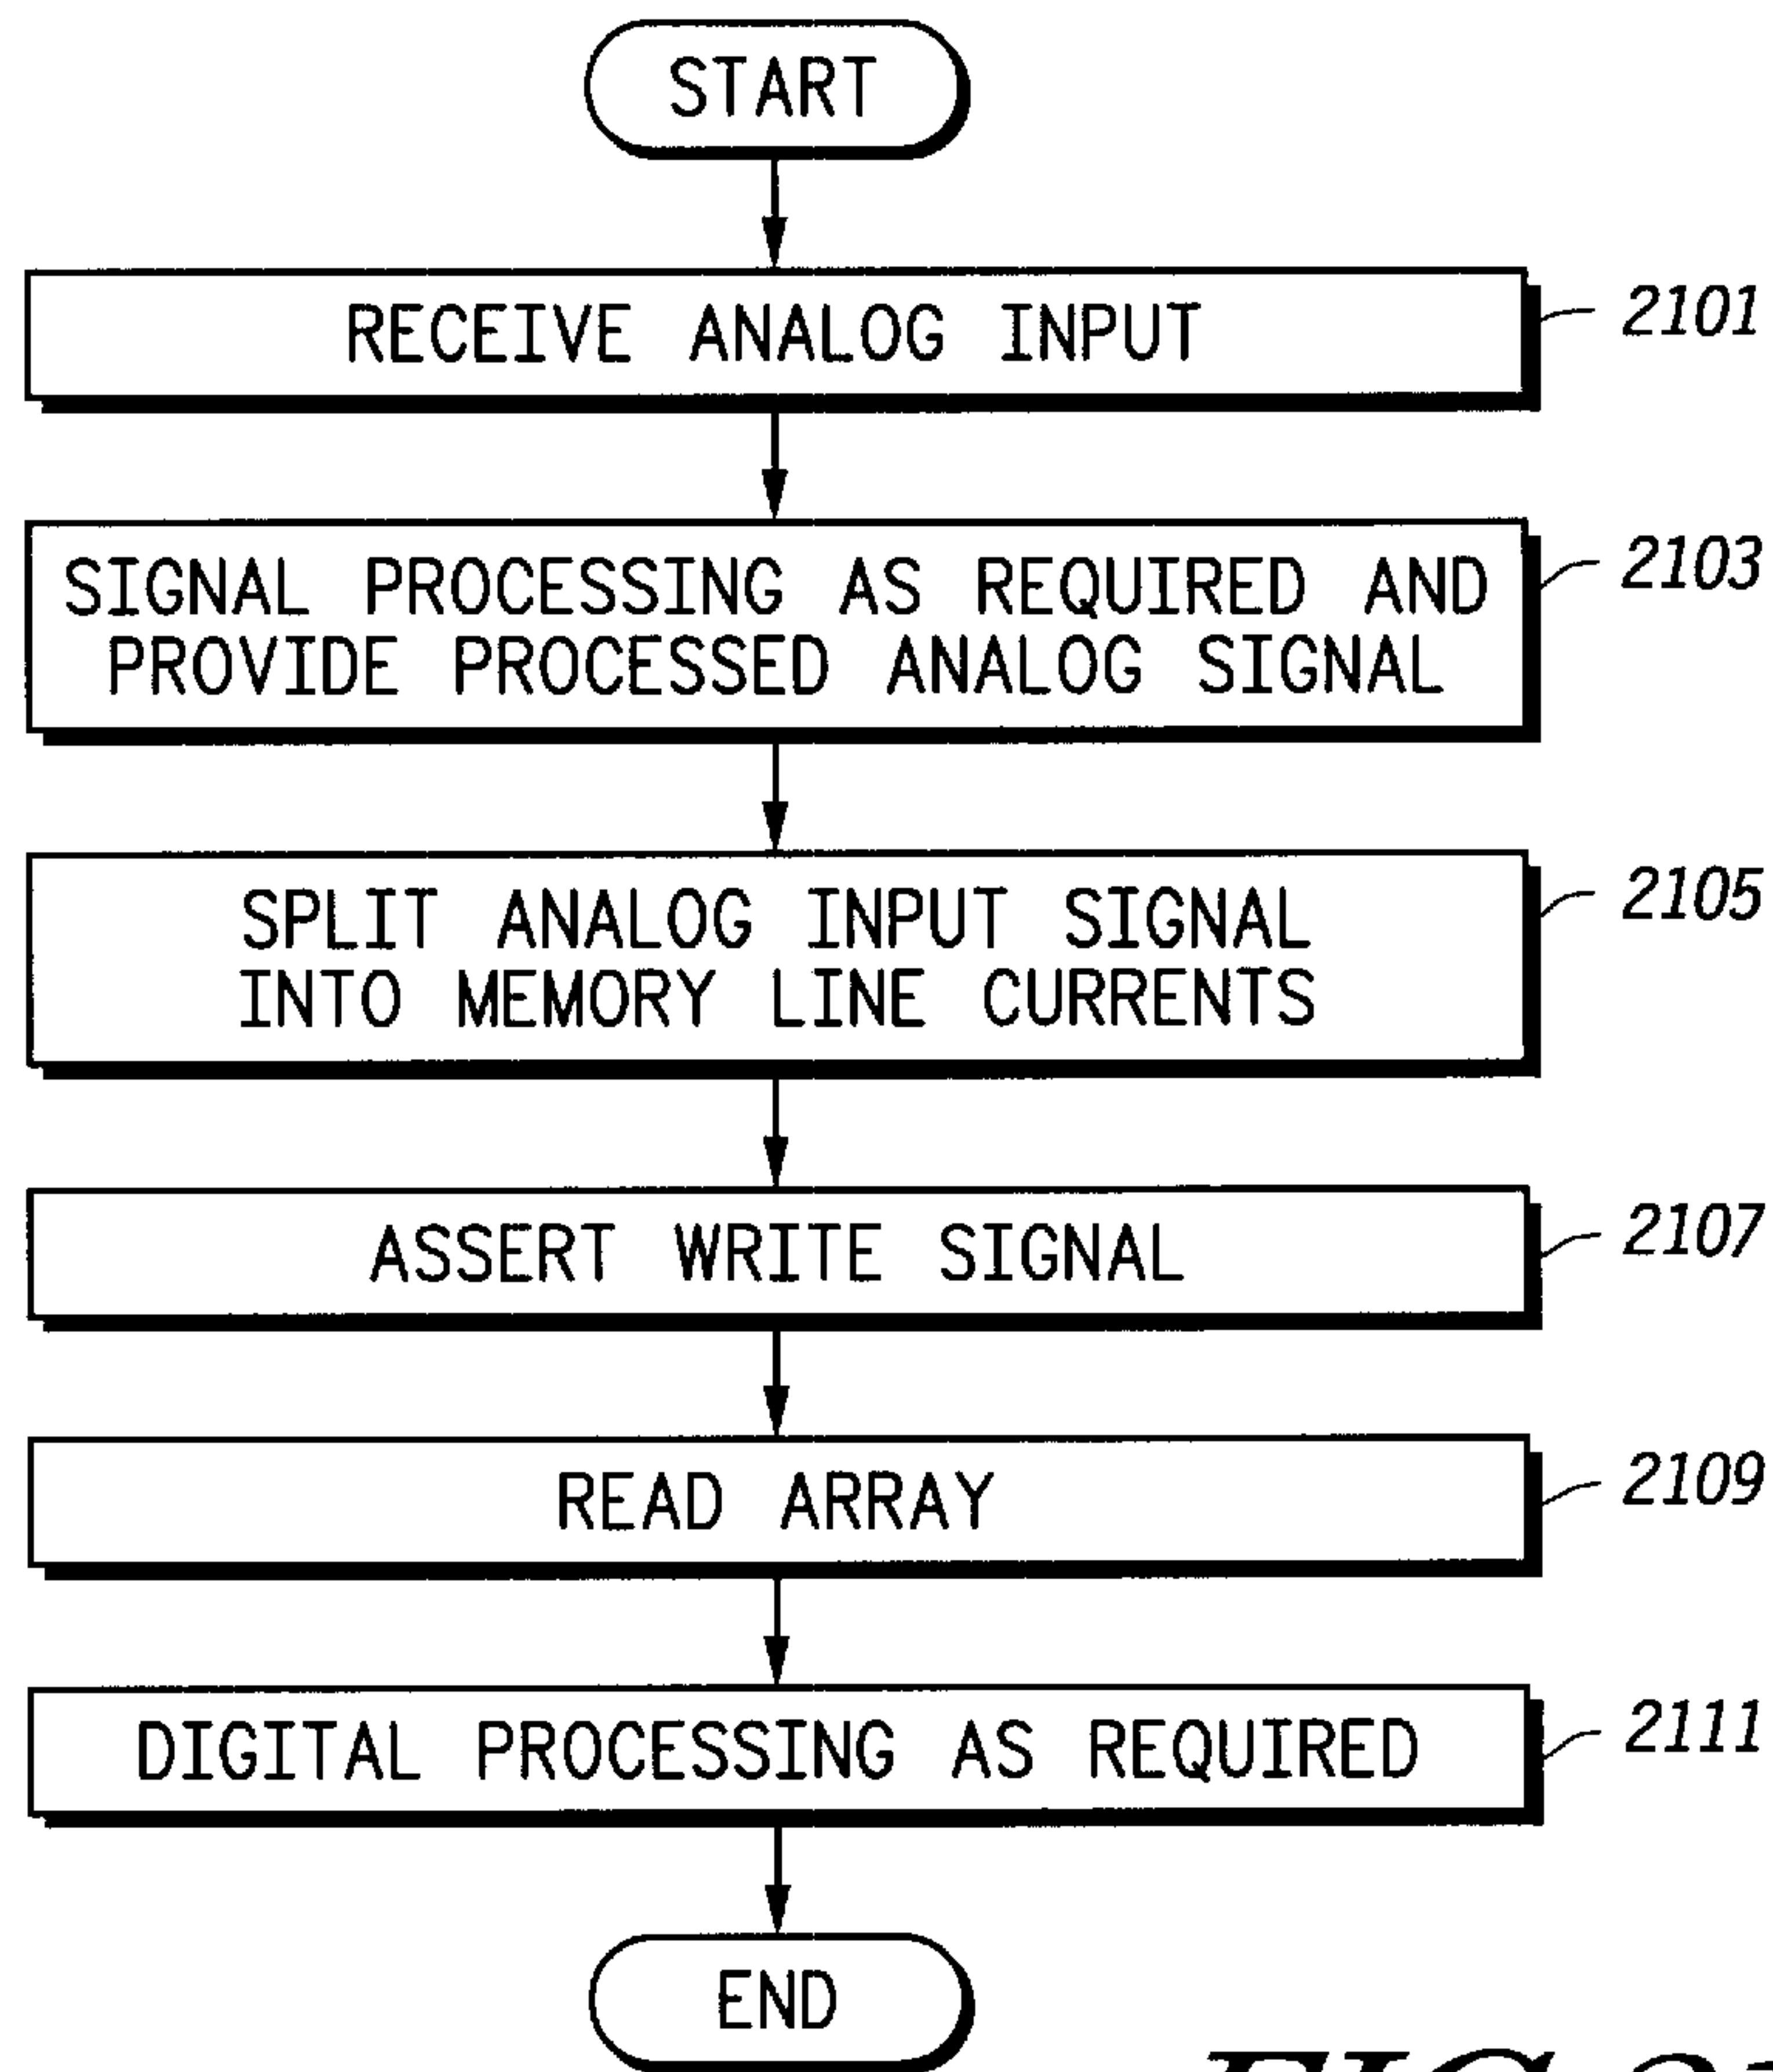 START
RECEIVE ANALOG INPUT
2101
SIGNAL PROCESSING AS REQUIRED AND
PROVIDE PROCESSED ANALOG SIGNAL
2103
SPLIT ANALOG INPUT SIGNAL
INTO MEMORY LINE CURRENTS
2105
ASSERT WRITE SIGNAL
2107
READ ARRAY
2109
DIGITAL PROCESSING AS REQUIRED
2111
END